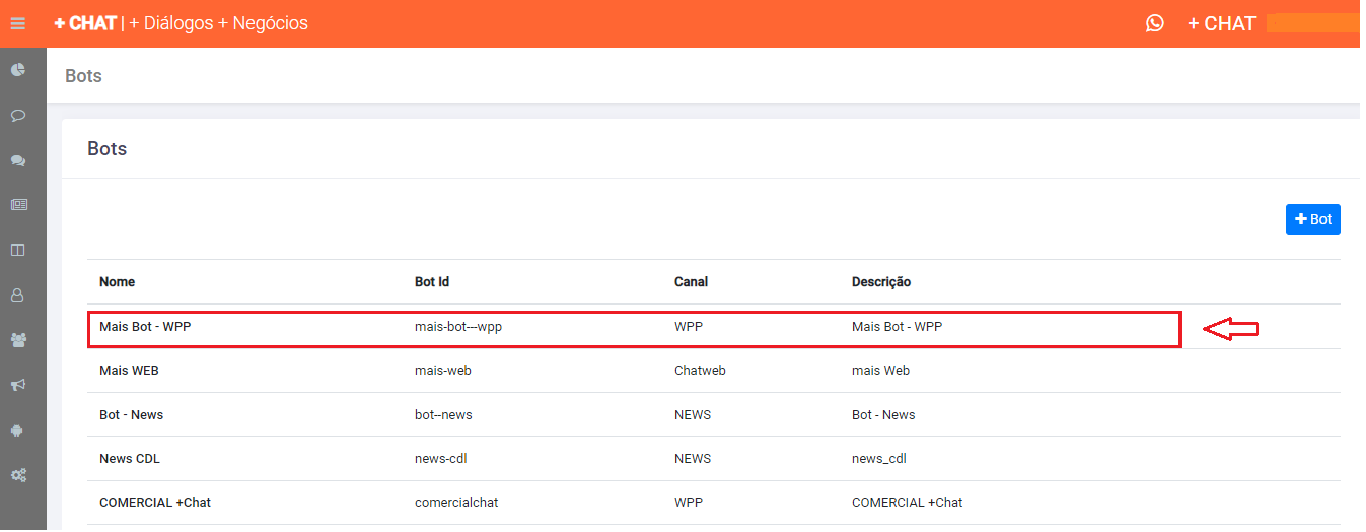 + CHAT | + Diálogos + Negócios
+ CHAT
Bots
Bots
+ Bot
Nome Bot Id Canal Descrição
Mais Bot - WPP mais-bot---wpp WPP Mais Bot - WPP
Mais WEB mais-web Chatweb mais Web
Bot - News bot--news NEWS Bot - News
News CDL news-cdl NEWS news_cdl
COMERCIAL +Chat comercialchat WPP COMERCIAL +Chat